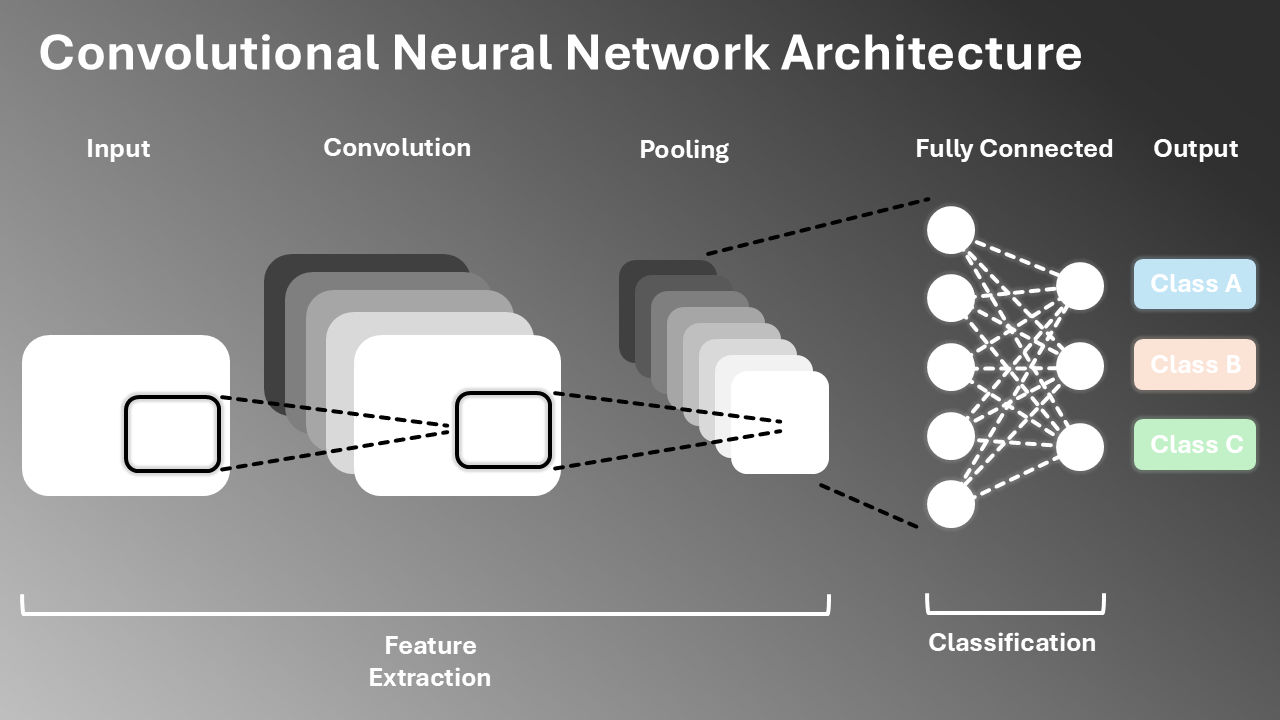 Convolutional Neural Network Architecture
Input
Convolution
Pooling
Fully Connected
Output
Class A
Class B
Class C
Feature
Extraction
Classification